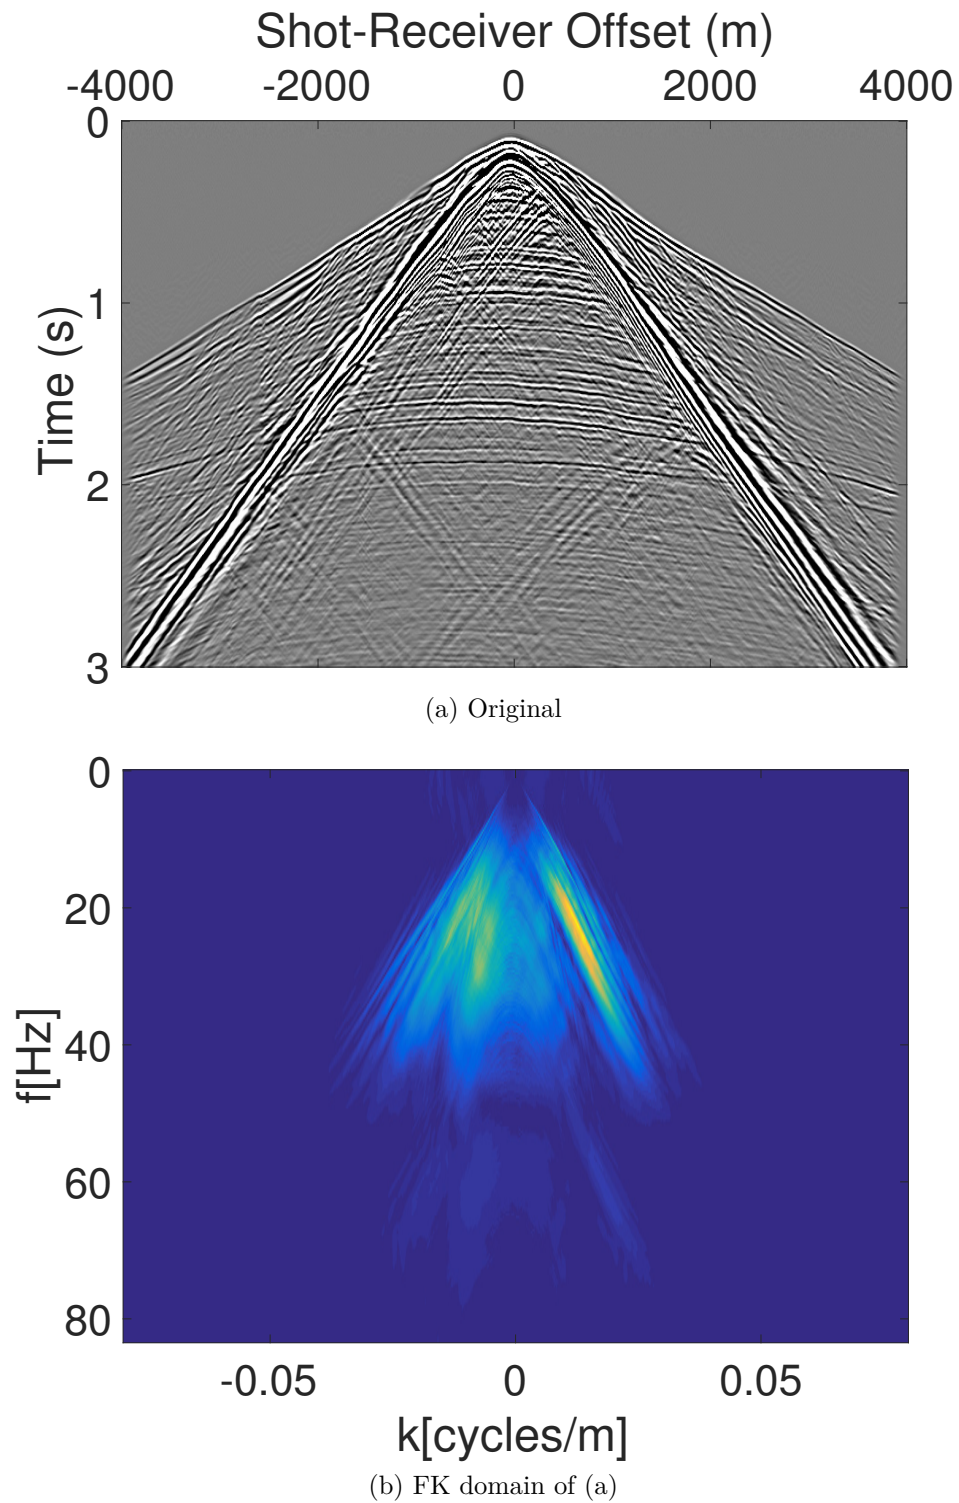 Shot-Receiver Offset (m)
-4000 -2000 0 2000 4000
0
1
2
3
Time (s)
(a) Original
0
20
40
60
80
f[Hz]
-0.05 0 0.05
k[cycles/m]
(b) FK domain of (a)